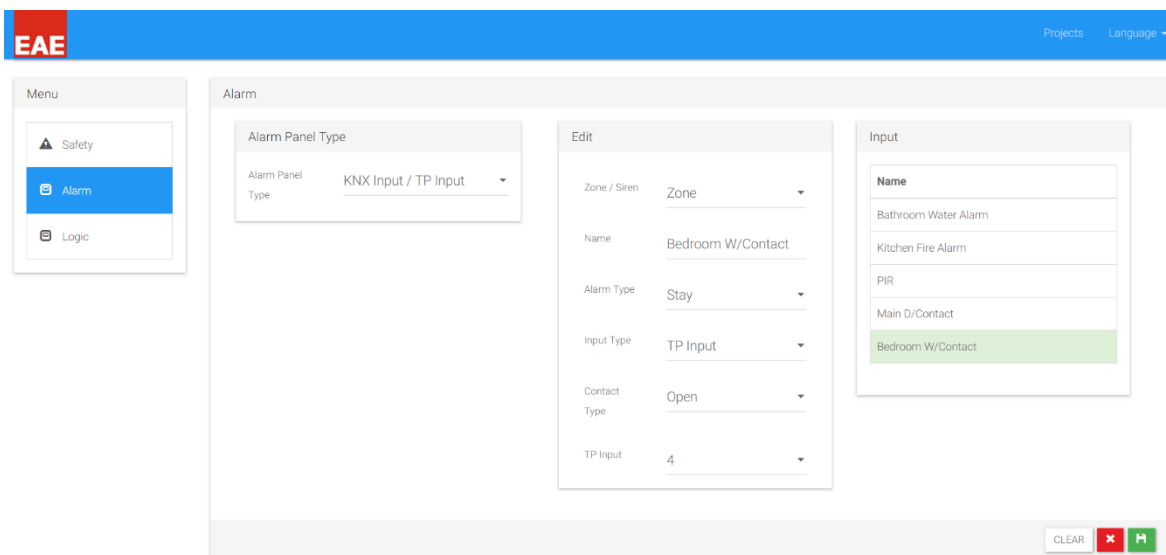 EAE
Projects Language
Menu
Safety
Alarm
Logic
Alarm
Alarm Panel Type
Alarm Panel
Type
KNX Input / TP Input
Edit
Zone / Siren Zone
Name Bedroom W/Contact
Alarm Type Stay
Input Type TP Input
Contact
Type
Open
TP Input 4
Input
Name
Bathroom Water Alarm
Kitchen Fire Alarm
PIR
Main D/Contact
Bedroom W/Contact
CLEAR